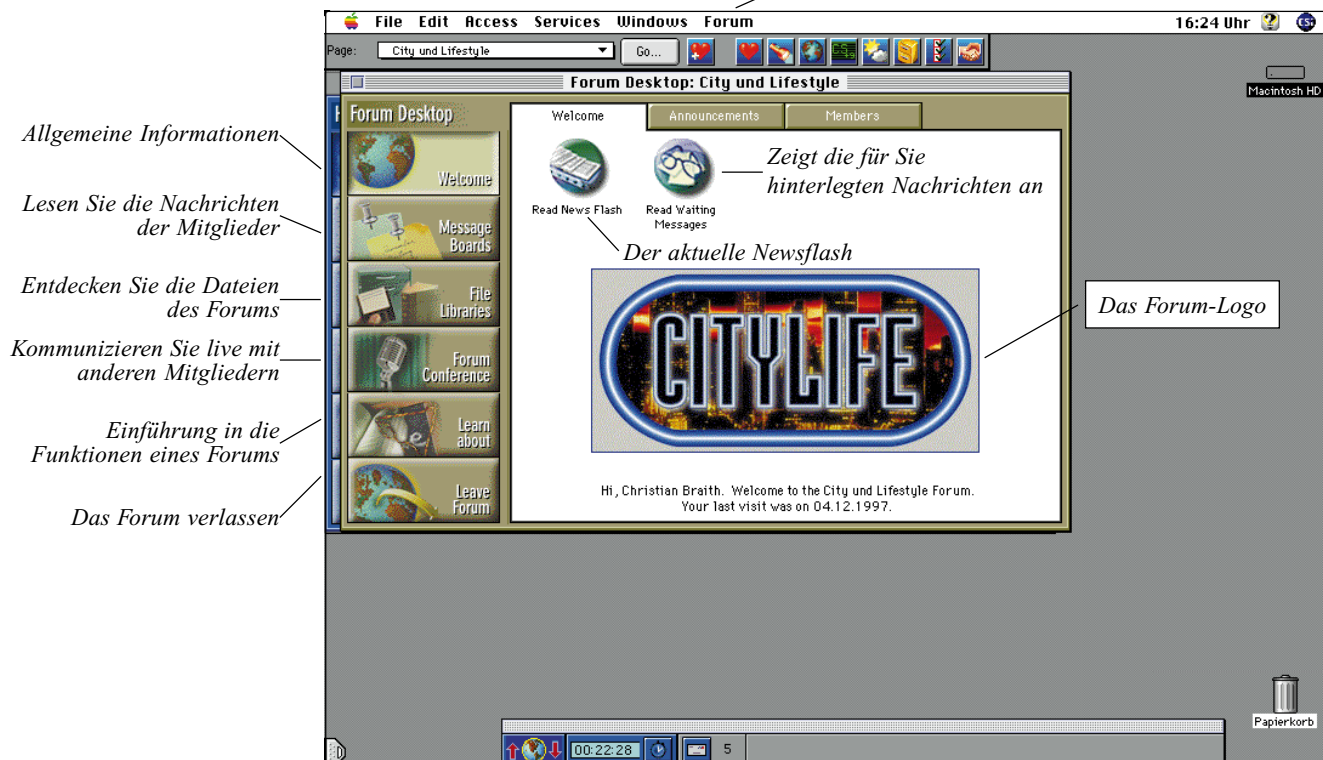 File Edit Access Services Windows Forum
16:24 Uhr
Page: City und Lifestyle Go...
Macintosh HD
Forum Desktop: City und Lifestyle
Forum Desktop
Welcome Announcements Members
Allgemeine Informationen
Welcome
Zeigt die für Sie
hinterlegten Nachrichten an
Read News Flash
Read Waiting
Messages
Lesen Sie die Nachrichten
der Mitglieder
Message
Boards
Der aktuelle Newsflash
Entdecken Sie die Dateien
des Forums
File
Libraries
Das Forum-Logo
CITYLIFE
Kommunizieren Sie live mit
anderen Mitgliedern
Forum
Conference
Einführung in die
Funktionen eines Forums
Learn
about
Das Forum verlassen
Leave
Forum
Hi, Christian Braith. Welcome to the City und Lifestyle Forum.
Your last visit was on 04.12.1997.
Papierkorb
00:22:28 5